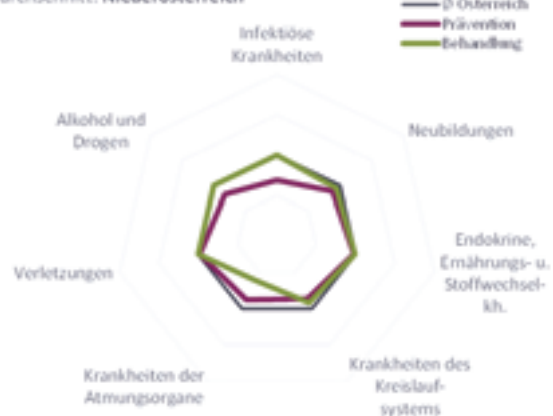 Niederösterreich
Ø Österreich
Prävention
Behandlung
Infektiöse
Krankheiten
Neubildungen
Endokrine,
Ernährungs- u.
Stoffwechsel-
kh.
Krankheiten des
Kreislauf-
systems
Krankheiten der
Atmungsorgane
Verletzungen
Alkohol und
Drogen